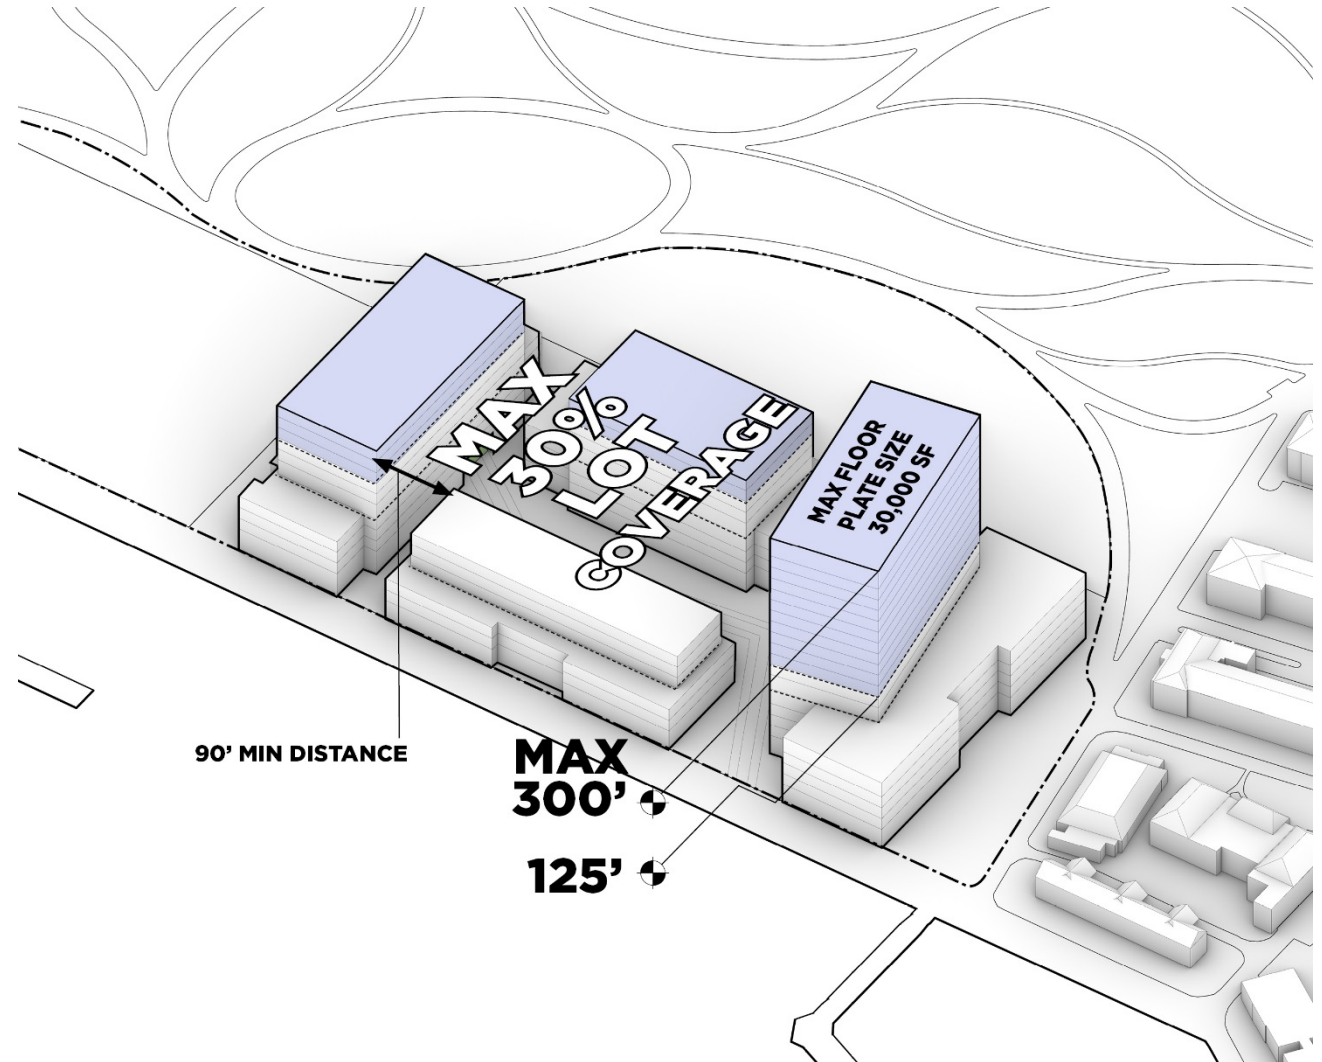 MAX
30%
LOT
COVERAGE
MAX FLOOR
PLATE SIZE
30,000 SF
90’ MIN DISTANCE
MAX
300’
125’